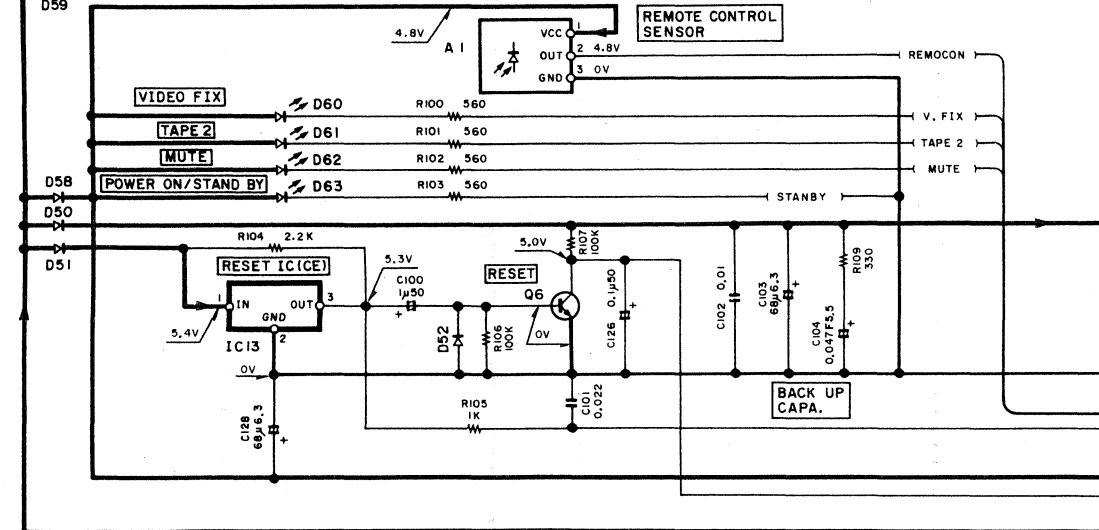 D59
REMOTE CONTROL
SENSOR
4.8V
A1
VCC 1
OUT 2 4.8V
GND 3 0V
REMOCON
VIDEO FIX
D60
R100 560
V.FIX
TAPE 2
D61
R101 560
TAPE 2
MUTE
D62
R102 560
MUTE
D58
POWER ON/STAND BY
D63
R103 560
STANBY
D50
D51
R104 2.2K
RESET IC(CE)
1 IN
OUT 3
GND
2
5.4V
IC13
0V
5.3V
C100
1μ50
+
RESET
Q6
5.0V
R107
100K
D52
R106
100K
0V
C126 0.1μ50
+
C102 0.01
C103
68μ6.3
+
R109
330
C104
0.047F5.5
+
BACK UP
CAPA.
C128
68μ6.3
+
R105
1K
C101
0.022